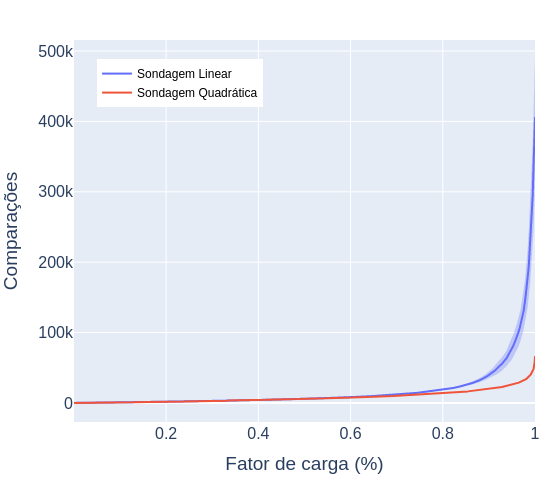 500k
400k
300k
200k
100k
0
Sondagem Linear
Sondagem Quadrática
Comparações
0.2 0.4 0.6 0.8 1
Fator de carga (%)